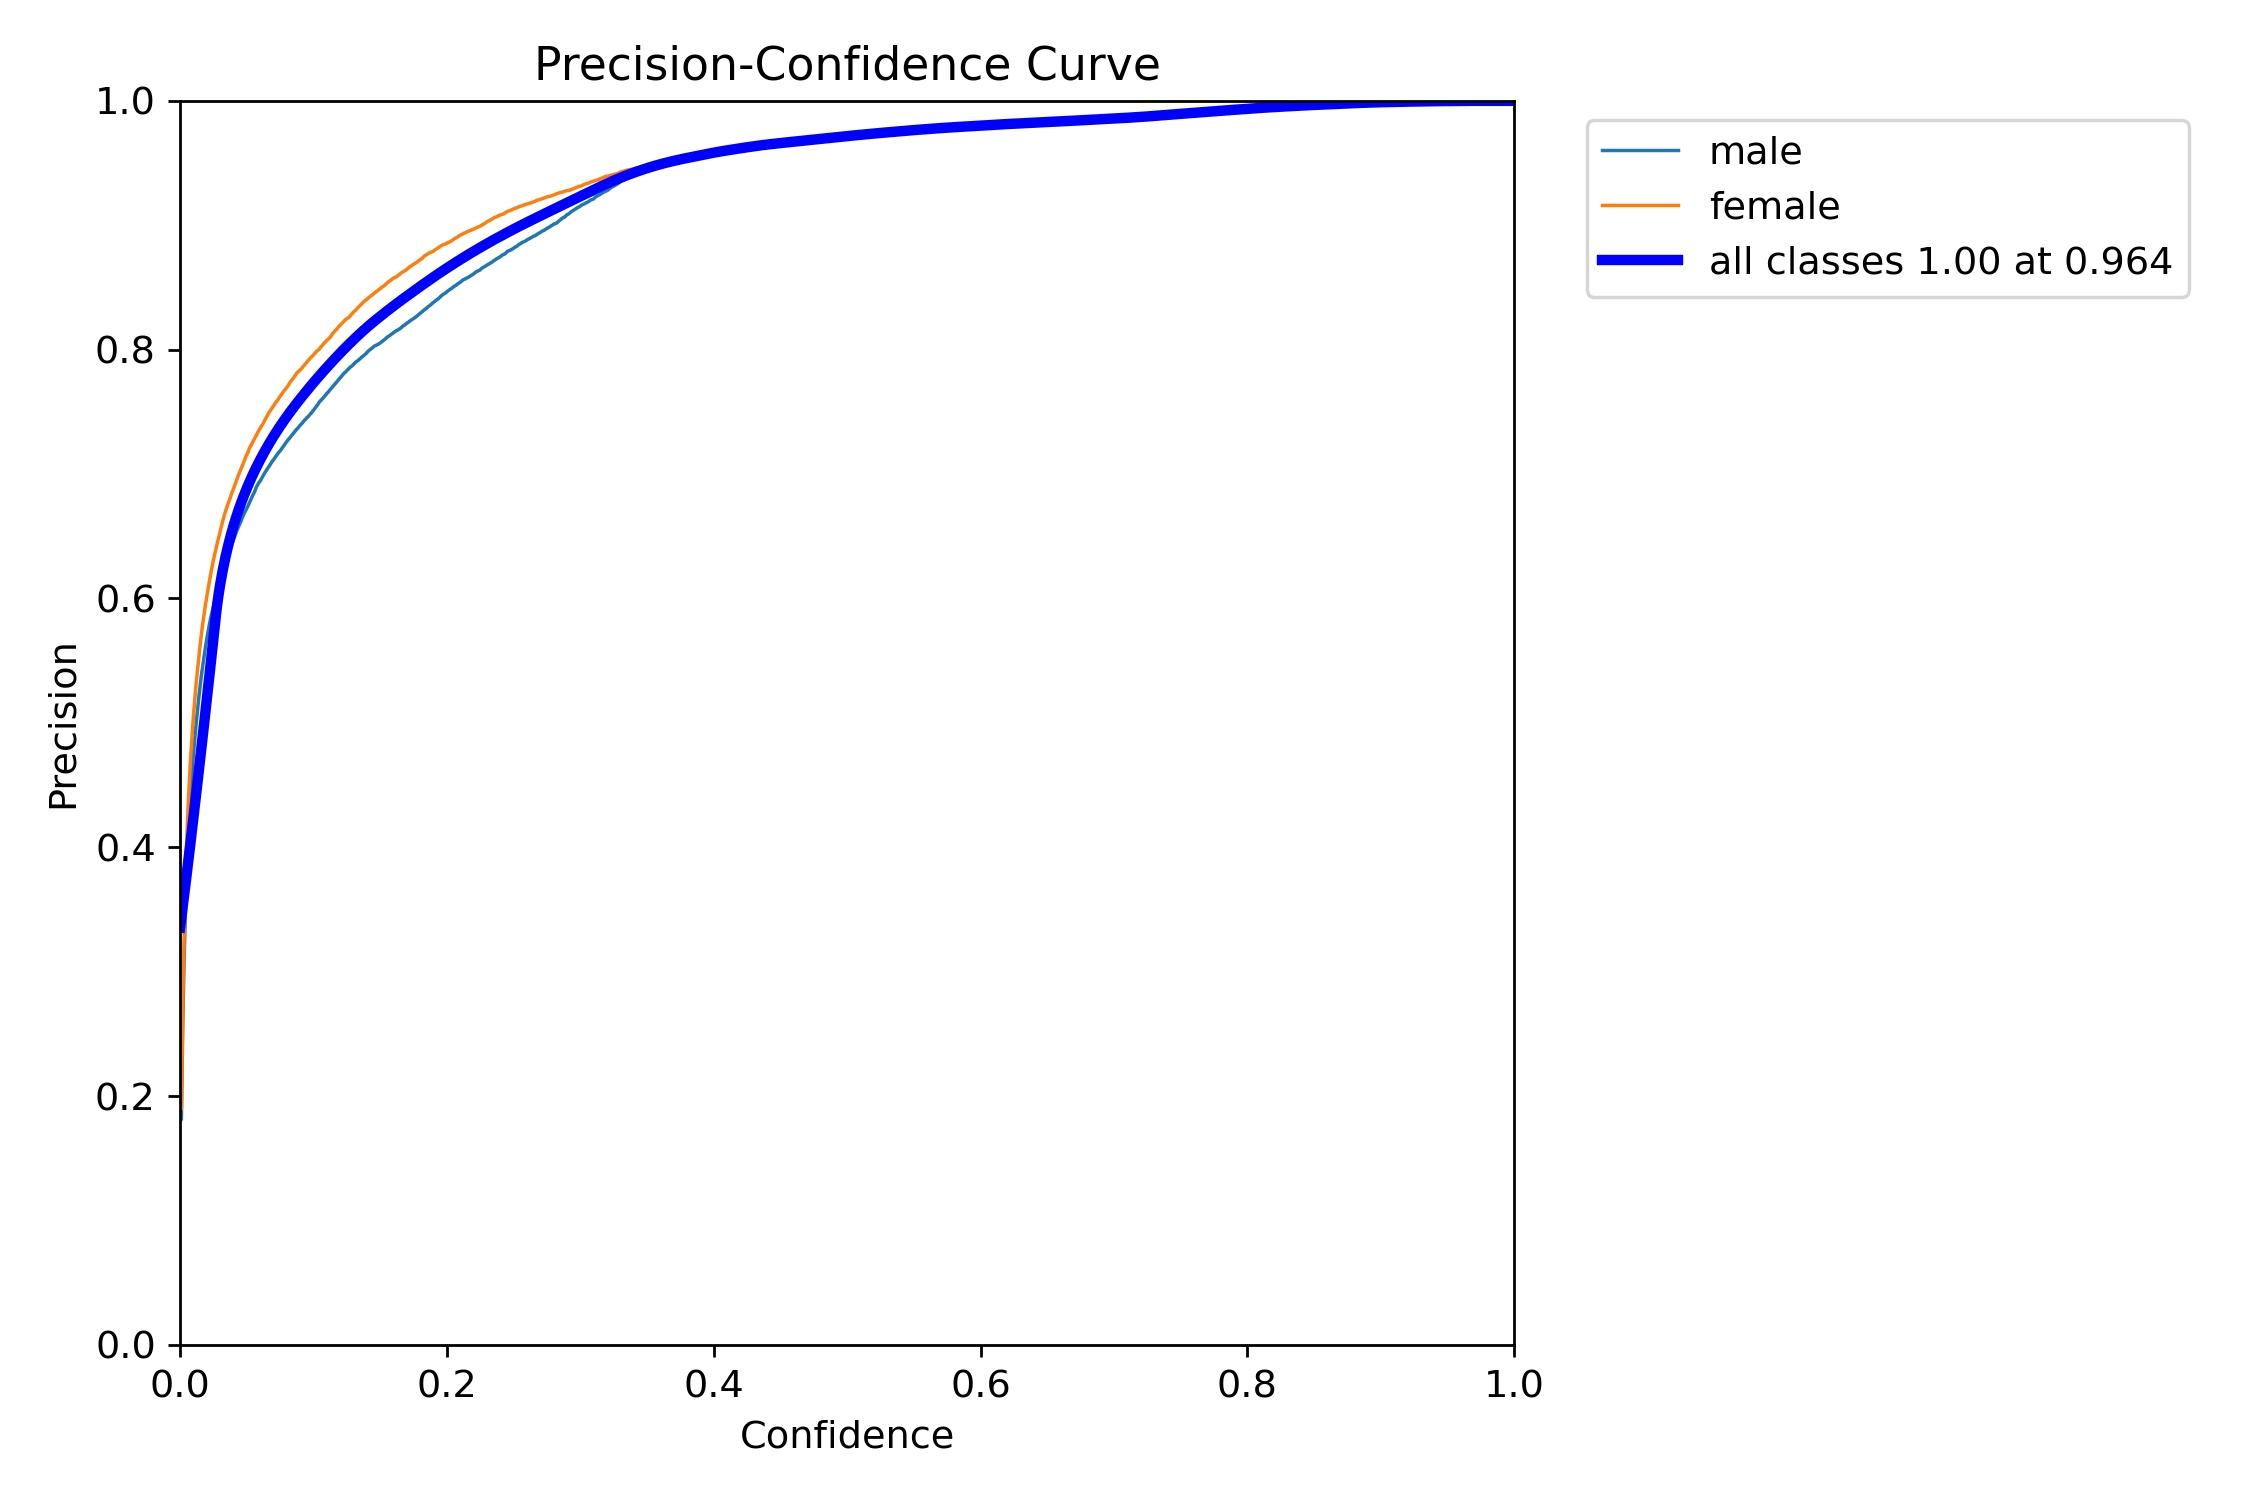 Precision-Confidence Curve
1.0
0.8
0.6
0.4
0.2
0.0
Precision
0.0 0.2 0.4 0.6 0.8 1.0
Confidence
male
female
all classes 1.00 at 0.964